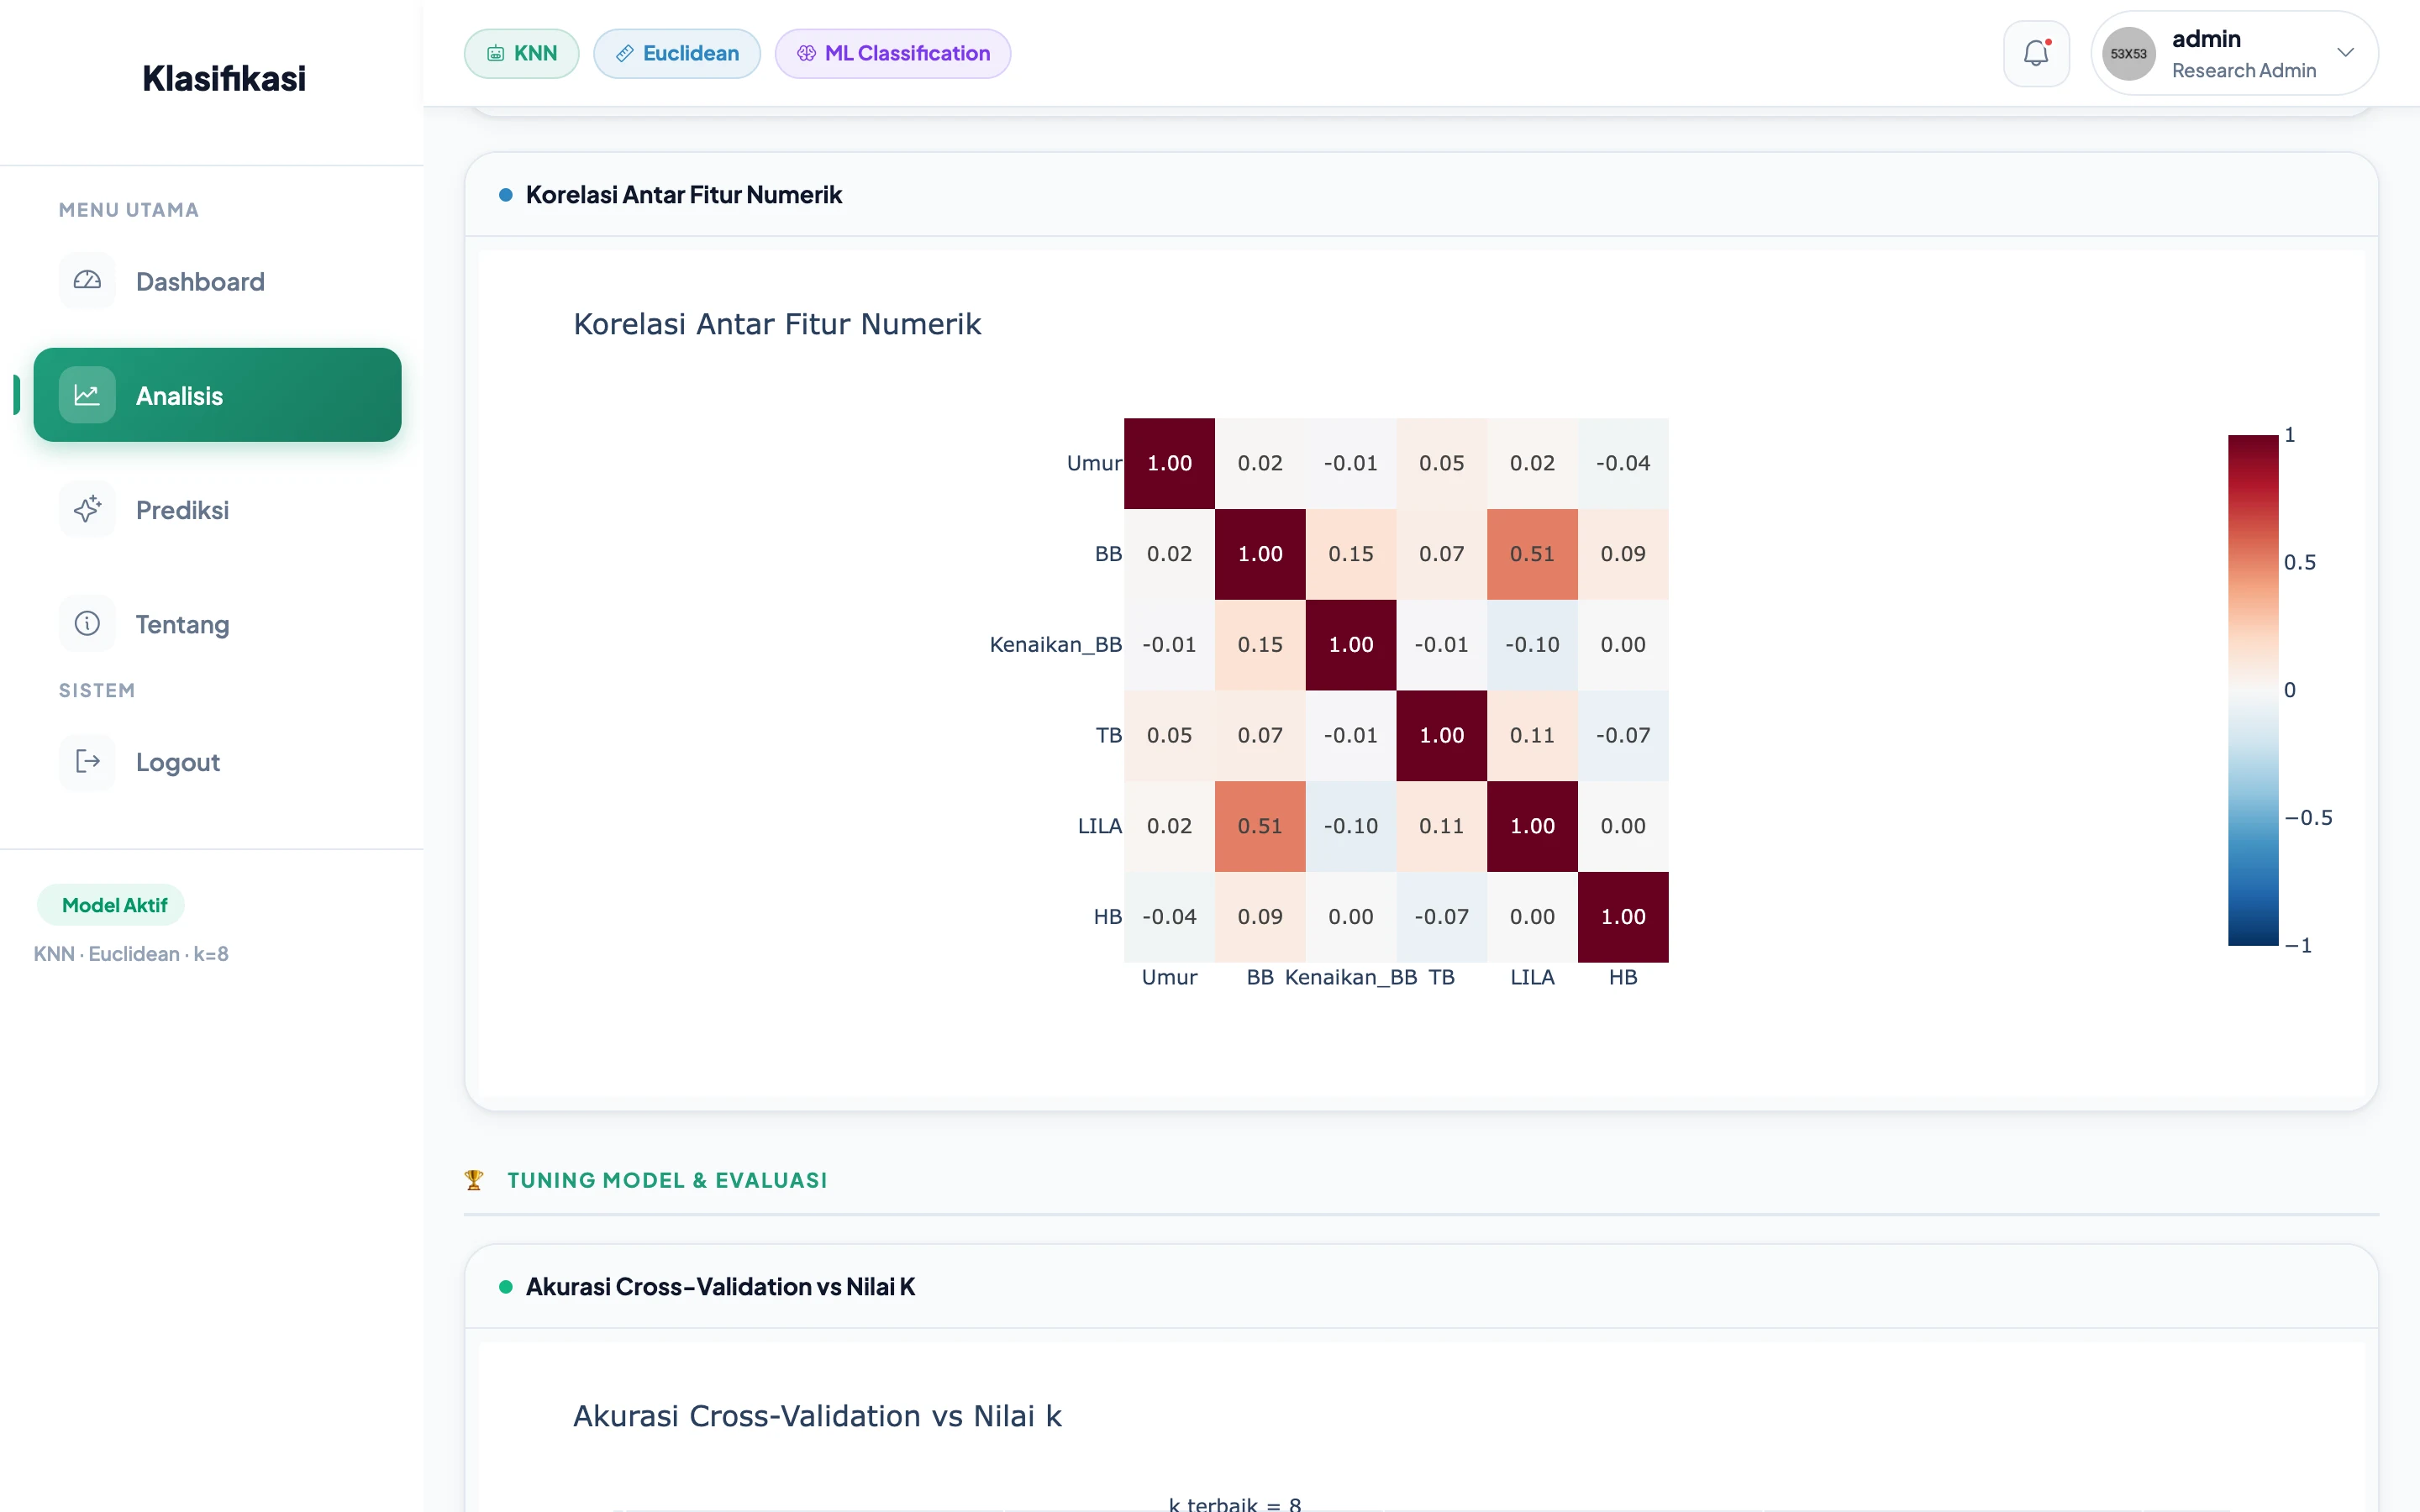 Klasifikasi
KNN
Euclidean
ML Classification
53X53
admin
Research Admin
MENU UTAMA
Dashboard
Analisis
Prediksi
Tentang
SISTEM
Logout
Model Aktif
KNN · Euclidean · k=8
Korelasi Antar Fitur Numerik
Korelasi Antar Fitur Numerik
Umur 1.00 0.02 -0.01 0.05 0.02 -0.04
BB 0.02 1.00 0.15 0.07 0.51 0.09
Kenaikan_BB -0.01 0.15 1.00 -0.01 -0.10 0.00
TB 0.05 0.07 -0.01 1.00 0.11 -0.07
LILA 0.02 0.51 -0.10 0.11 1.00 0.00
HB -0.04 0.09 0.00 -0.07 0.00 1.00
Umur BB Kenaikan_BB TB LILA HB
1
0.5
0
−0.5
−1
TUNING MODEL & EVALUASI
Akurasi Cross-Validation vs Nilai K
Akurasi Cross-Validation vs Nilai k
k terbaik = 8